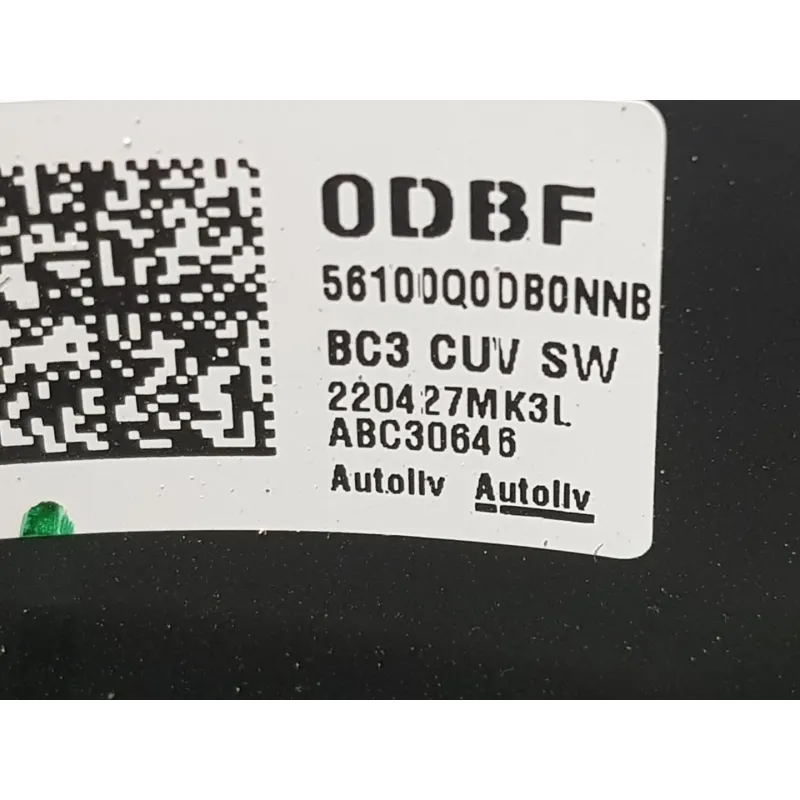 0DBF
56100Q0DB0NNB
BC3 CUV SW
220427MK3L
ABC30646
Autoliv Autoliv